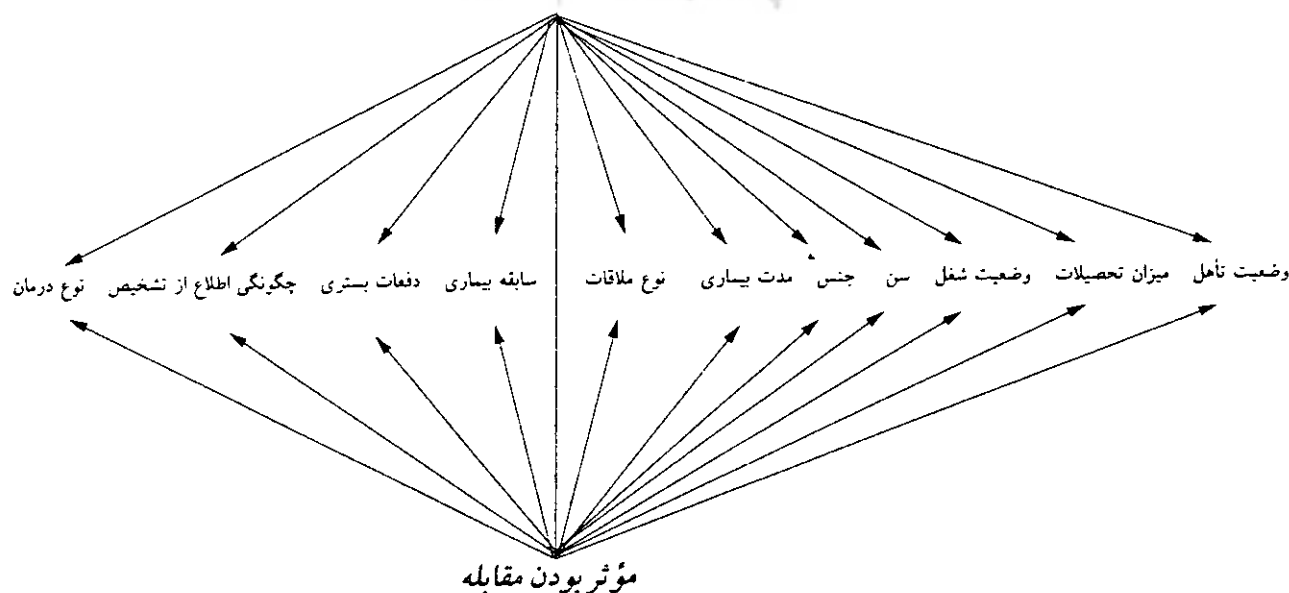 وضعیت تأهل میزان تحصیلات وضعیت شغل سن جنس مدت بیماری نوع ملاقات سابقه بیماری دفعات بستری چگونگی اطلاع از تشخیص نوع درمان
مؤثر بودن مقابله